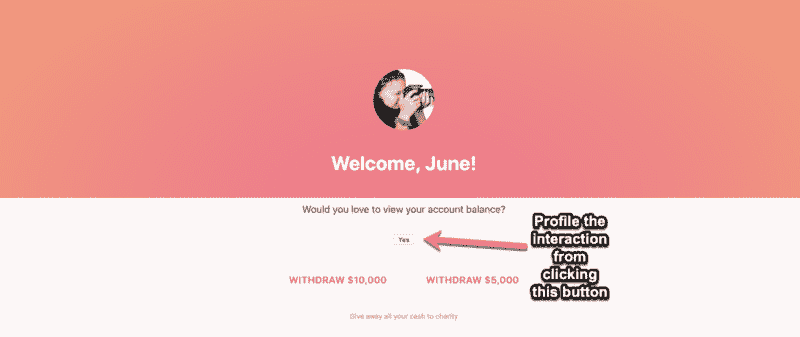 Welcome, June!
Would you love to view your account balance?
Yes
Profile the
interaction
from
clicking
this button
WITHDRAW $10,000
WITHDRAW $5,000
Give away all your cash to charity